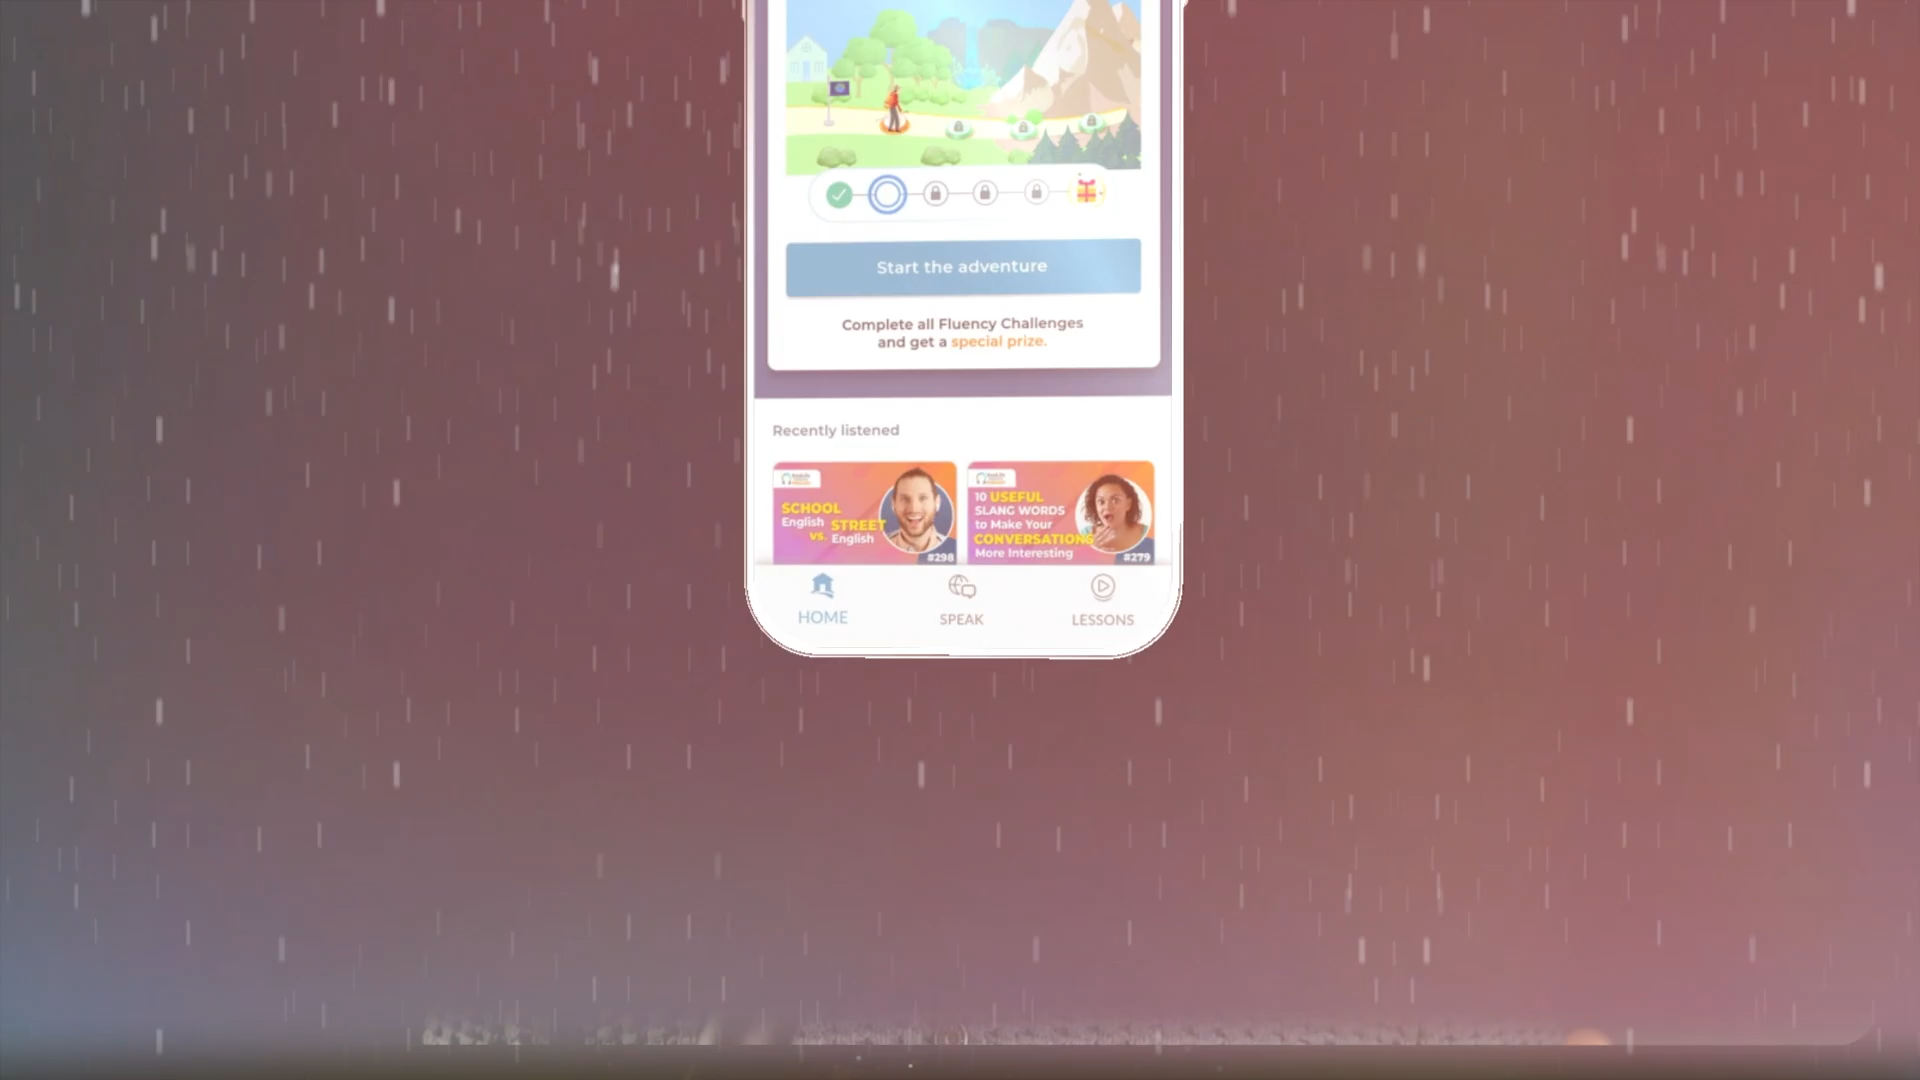 Start the adventure
Complete all Fluency Challenges
and get a special prize.
Recently listened
SCHOOL
English STREET
vs. English
#298
10 USEFUL
SLANG WORDS
to Make Your
CONVERSATIONS
More Interesting
#279
HOME
SPEAK
LESSONS